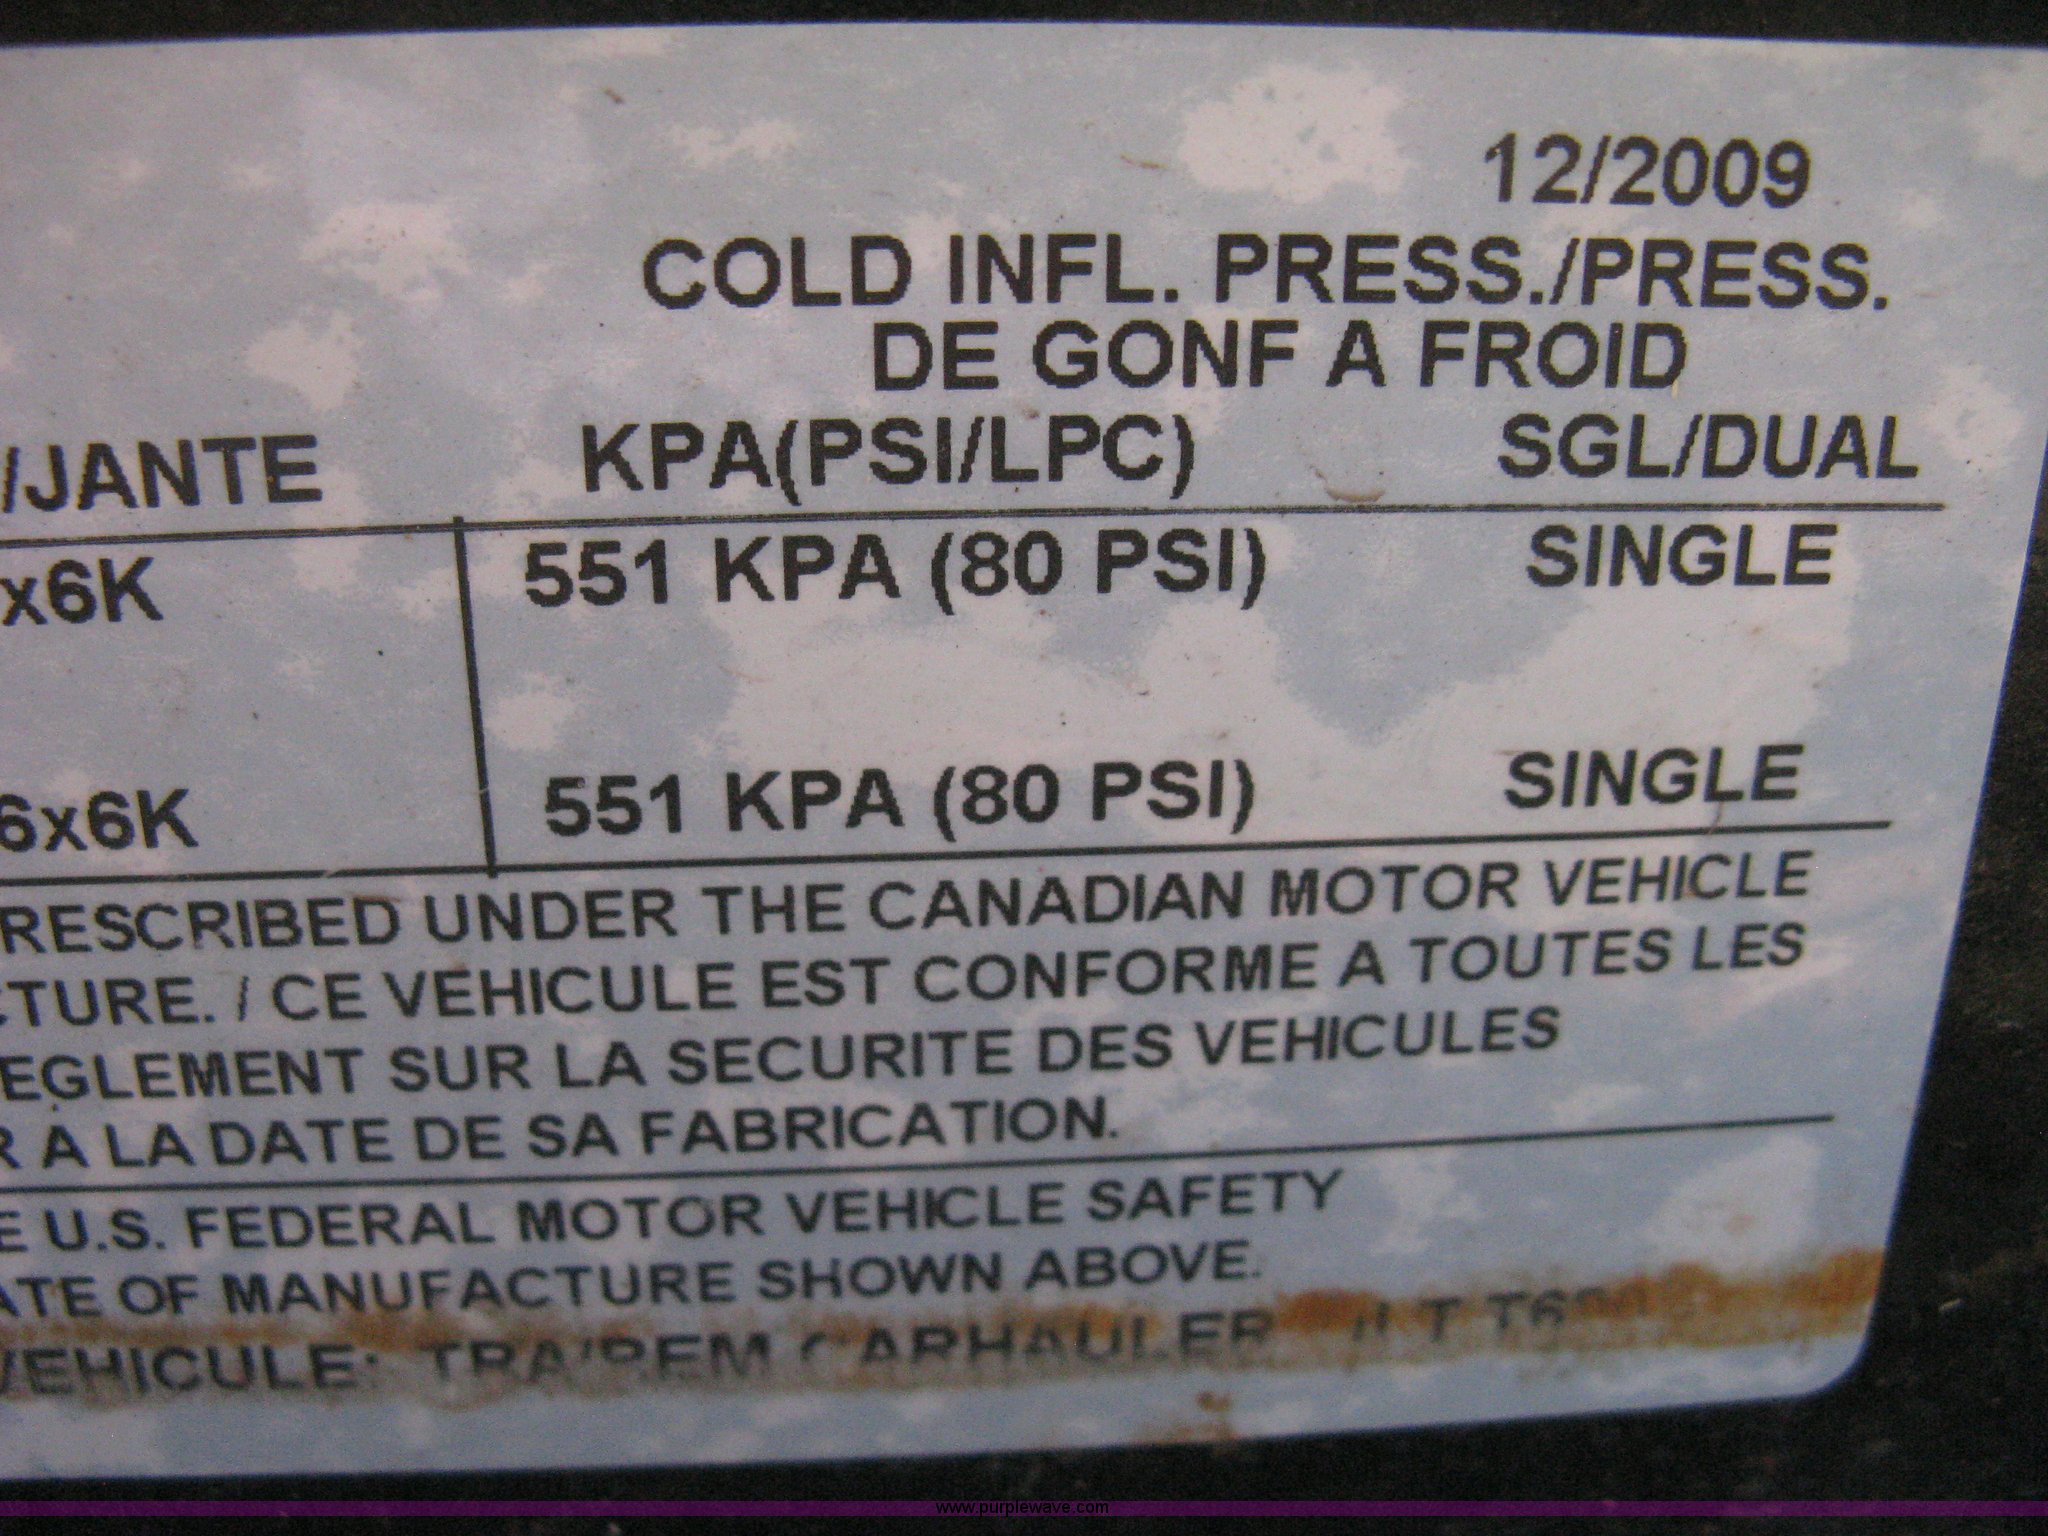 12/2009
COLD INFL. PRESS./PRESS.
DE GONF A FROID
/JANTE KPA(PSI/LPC) SGL/DUAL
x6K 551 KPA (80 PSI) SINGLE
6x6K 551 KPA (80 PSI) SINGLE
RESCRIBED UNDER THE CANADIAN MOTOR VEHICLE
CTURE. / CE VEHICULE EST CONFORME A TOUTES LES
EGLEMENT SUR LA SECURITE DES VEHICULES
R A LA DATE DE SA FABRICATION.
E U.S. FEDERAL MOTOR VEHICLE SAFETY
ATE OF MANUFACTURE SHOWN ABOVE.
VEHICULE: CARHAULER
www.purplewave.com